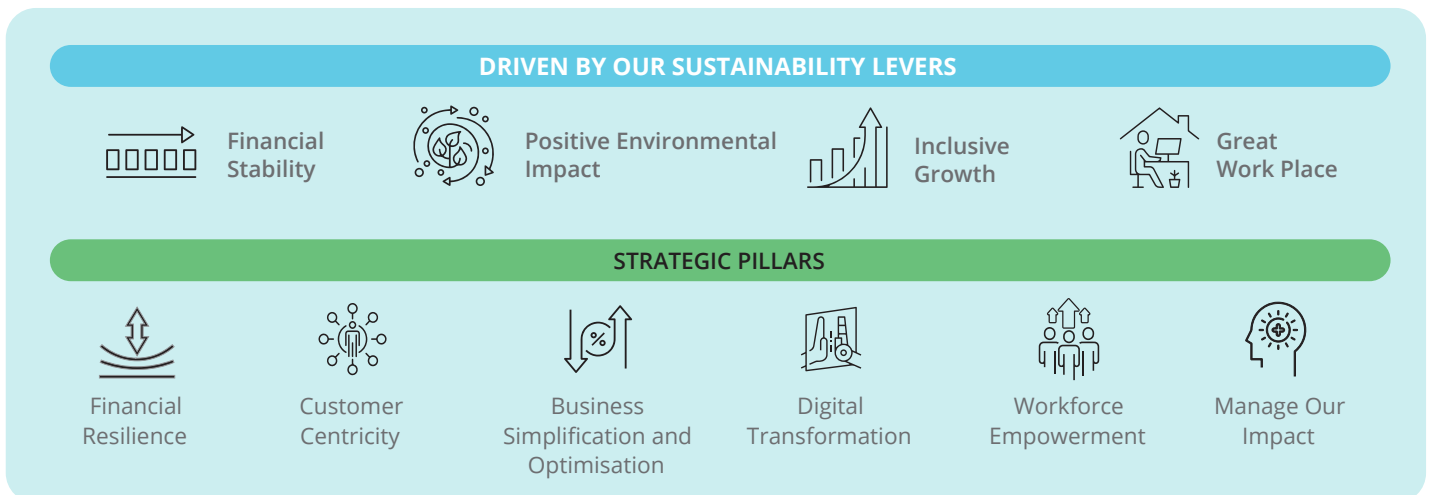 DRIVEN BY OUR SUSTAINABILITY LEVERS
Financial
Stability
Positive Environmental
Impact
Inclusive
Growth
Great
Work Place
STRATEGIC PILLARS
%
Financial
Resilience
Customer
Centricity
Business
Simplification and
Optimisation
Digital
Transformation
Workforce
Empowerment
Manage Our
Impact